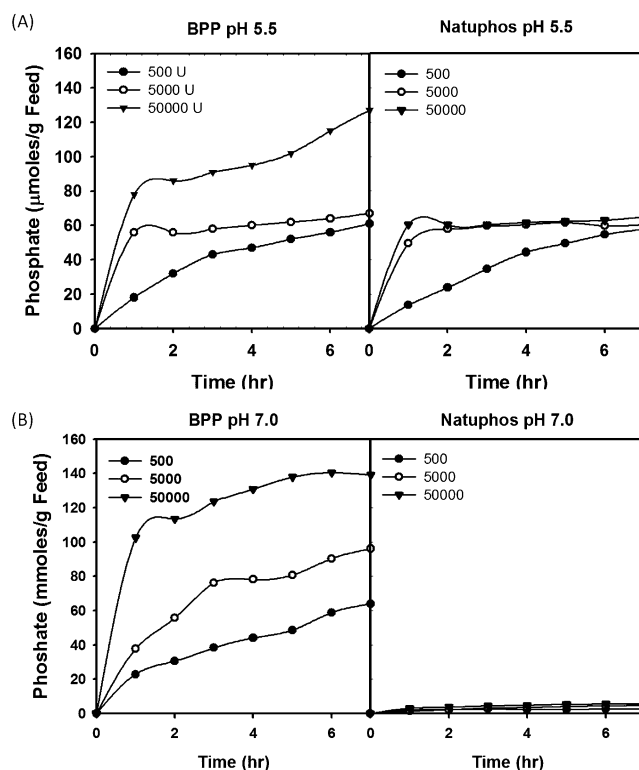 (A)
BPP pH 5.5
Natuphos pH 5.5
160
140
120
100
80
60
40
20
0
Phosphate (µmoles/g Feed)
500 U
5000 U
50000 U
500
5000
50000
0 2 4 6 0 2 4 6
Time (hr)
Time (hr)
(B)
BPP pH 7.0
Natuphos pH 7.0
160
140
120
100
80
60
40
20
0
Phoshate (mmoles/g Feed)
500
5000
50000
500
5000
50000
0 2 4 6 0 2 4 6
Time (hr)
Time (hr)